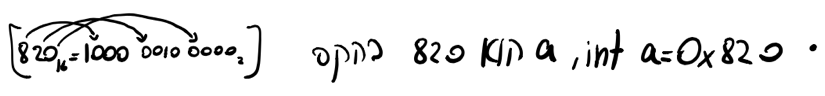 • int a=0x820, a הוא 820 בהקס [820₁₆=1000 0010 0000₂]